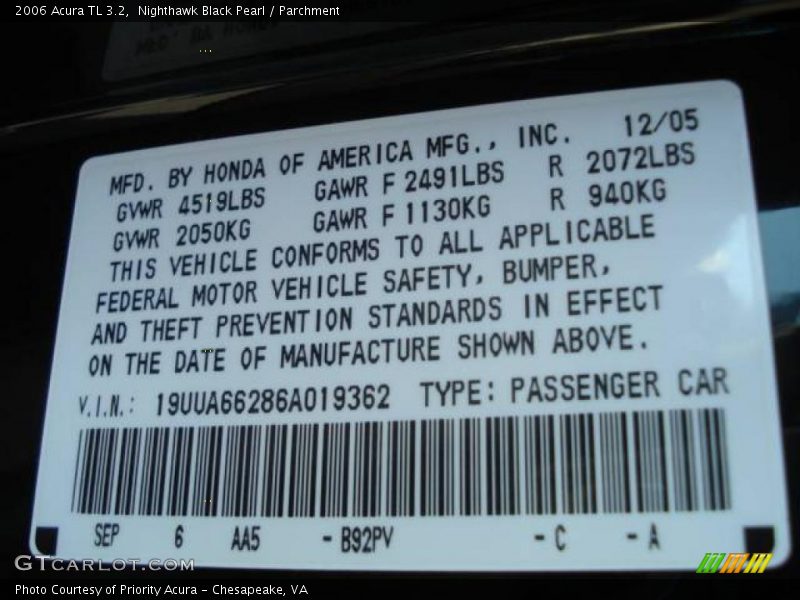 2006 Acura TL 3.2, Nighthawk Black Pearl / Parchment
MFD. BY HONDA OF AMERICA MFG., INC. 12/05
GVWR 4519LBS GAWR F 2491LBS R 2072LBS
GVWR 2050KG GAWR F 1130KG R 940KG
THIS VEHICLE CONFORMS TO ALL APPLICABLE
FEDERAL MOTOR VEHICLE SAFETY, BUMPER,
AND THEFT PREVENTION STANDARDS IN EFFECT
ON THE DATE OF MANUFACTURE SHOWN ABOVE.
V.I.N.: 19UUA66286A019362 TYPE: PASSENGER CAR
SEP 6 AA5 - B92PV - C - A
GTCARLOT.COM
Photo Courtesy of Priority Acura - Chesapeake, VA